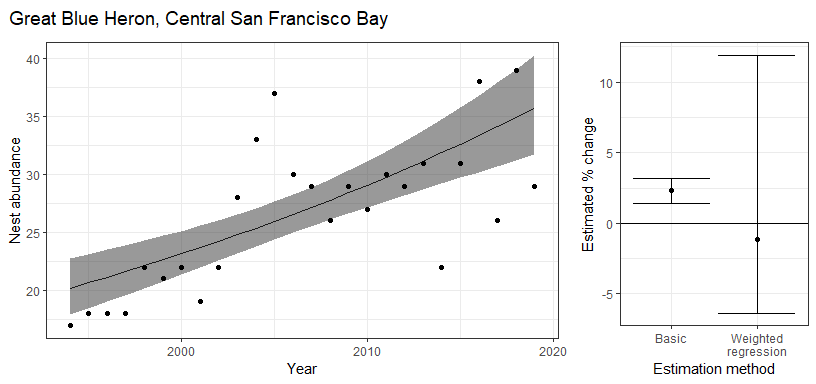 Great Blue Heron, Central San Francisco Bay
Nest abundance
40
35
30
25
20
2000
2010
2020
Year
Estimated % change
10
5
0
-5
Basic
Weighted
regression
Estimation method